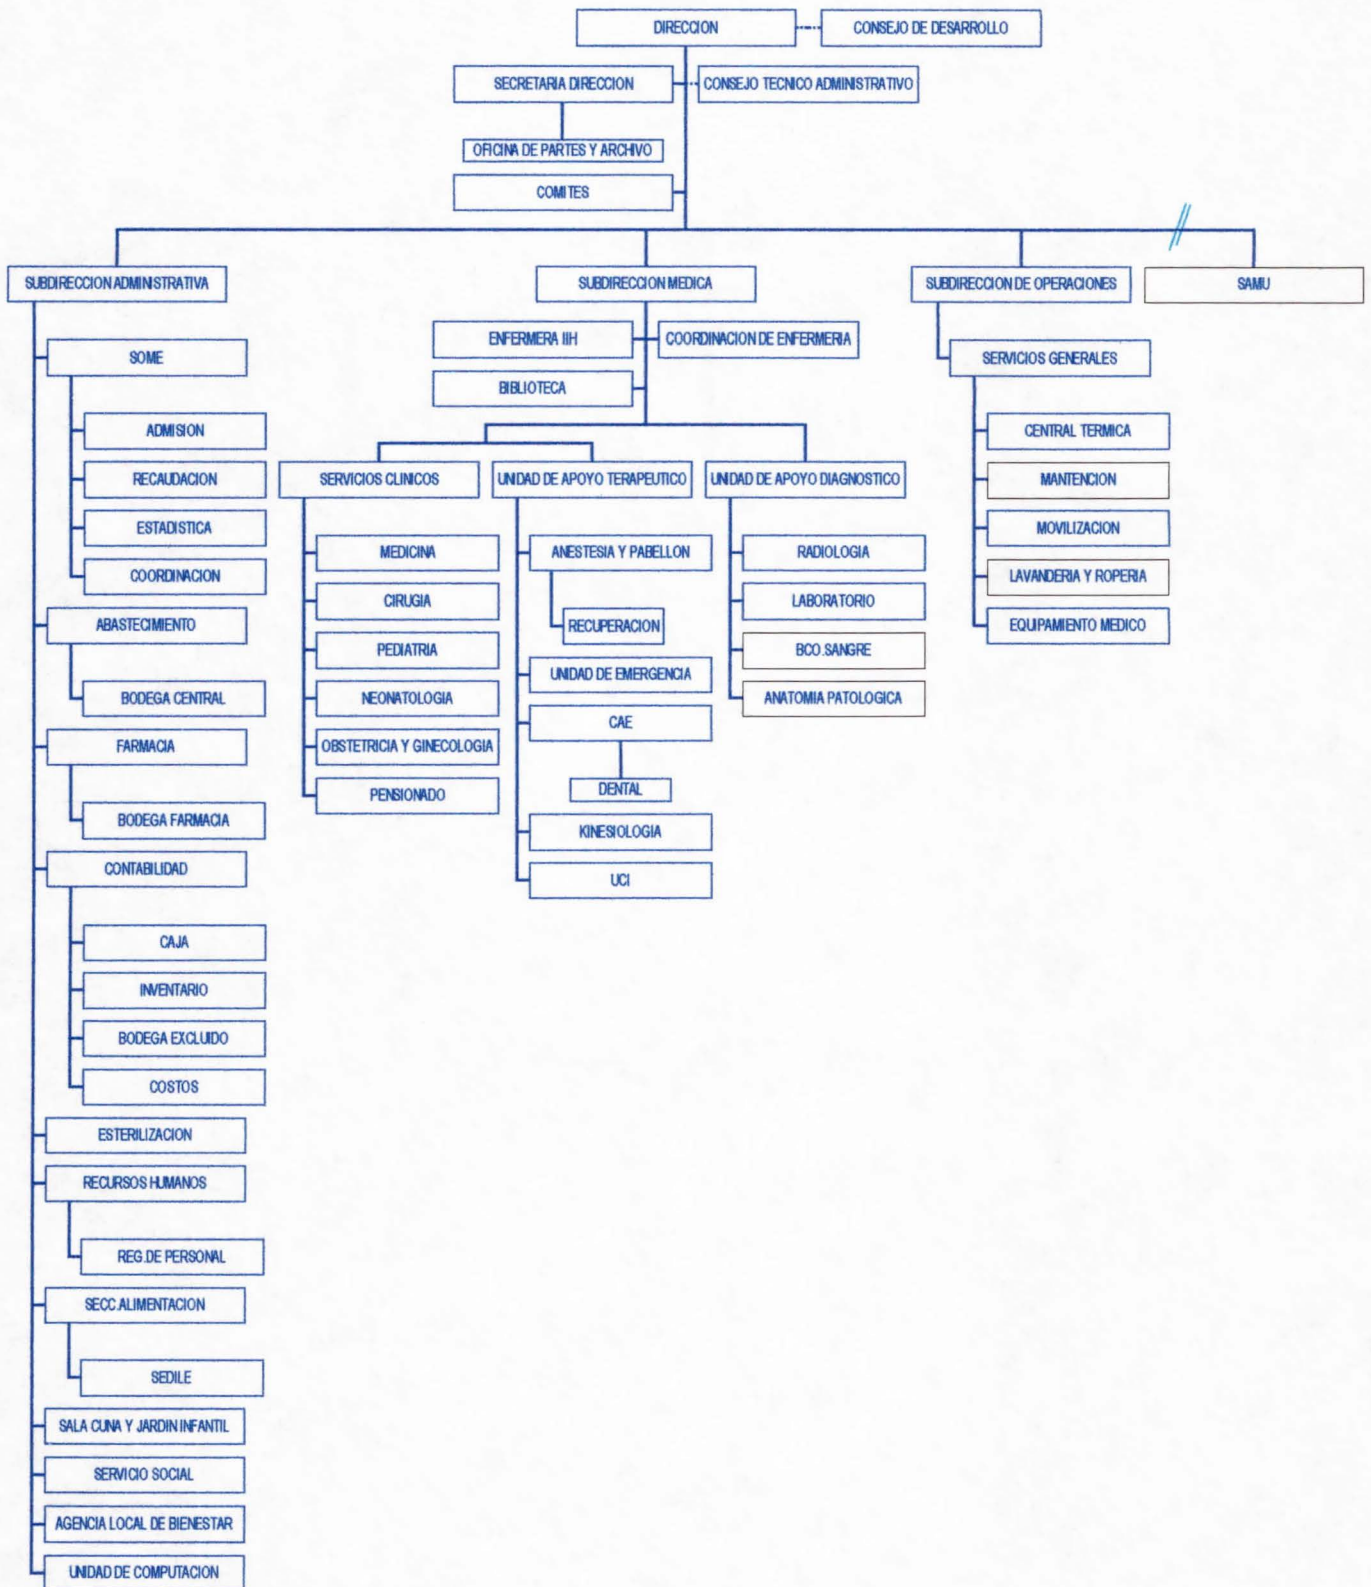 DIRECCION
CONSEJO DE DESARROLLO
SECRETARIA DIRECCION
CONSEJO TECNICO ADMINISTRATIVO
OFICINA DE PARTES Y ARCHIVO
COMITES
SUBDIRECCION ADMINISTRATIVA
SUBDIRECCION MEDICA
SUBDIRECCION DE OPERACIONES
SAMU
SOME
ADMISION
RECAUDACION
ESTADISTICA
COORDINACION
ABASTECIMIENTO
BODEGA CENTRAL
FARMACIA
BODEGA FARMACIA
CONTABILIDAD
CAJA
INVENTARIO
BODEGA EXCLUIDO
COSTOS
ESTERILIZACION
RECURSOS HUMANOS
REG.DE PERSONAL
SECC.ALIMENTACION
SEDILE
SALA CUNA Y JARDIN INFANTIL
SERVICIO SOCIAL
AGENCIA LOCAL DE BIENESTAR
UNIDAD DE COMPUTACION
ENFERMERA IIH
COORDINACION DE ENFERMERIA
BIBLIOTECA
SERVICIOS CLINICOS
MEDICINA
CIRUGIA
PEDIATRIA
NEONATOLOGIA
OBSTETRICIA Y GINECOLOGIA
PENSIONADO
UNIDAD DE APOYO TERAPEUTICO
ANESTESIA Y PABELLON
RECUPERACION
UNIDAD DE EMERGENCIA
CAE
DENTAL
KINESIOLOGIA
UCI
UNIDAD DE APOYO DIAGNOSTICO
RADIOLOGIA
LABORATORIO
BCO.SANGRE
ANATOMIA PATOLOGICA
SERVICIOS GENERALES
CENTRAL TERMICA
MANTENCION
MOVILIZACION
LAVANDERIA Y ROPERIA
EQUIPAMIENTO MEDICO